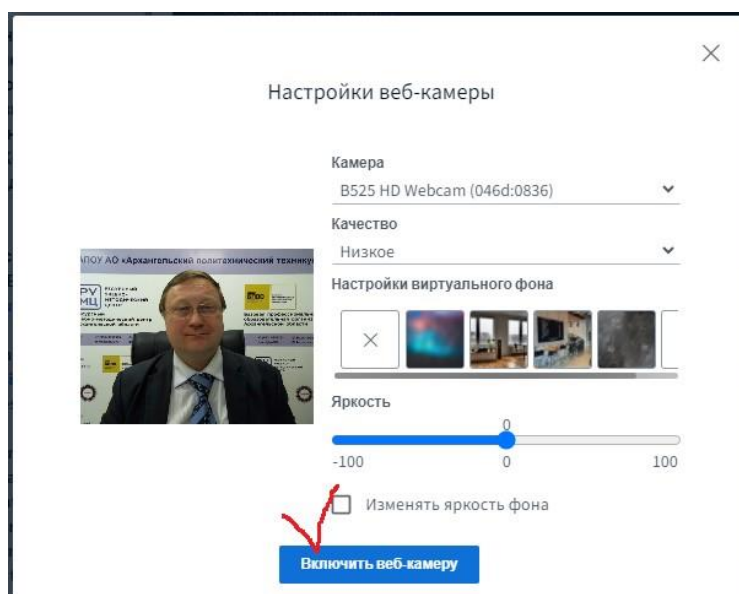 Настройки веб-камеры
Камера
B525 HD Webcam (046d:0836)
Качество
Низкое
Настройки виртуального фона
Яркость
0
-100 0 100
Изменять яркость фона
Включить веб-камеру
АПОУ АО «Архангельский политехнический технику